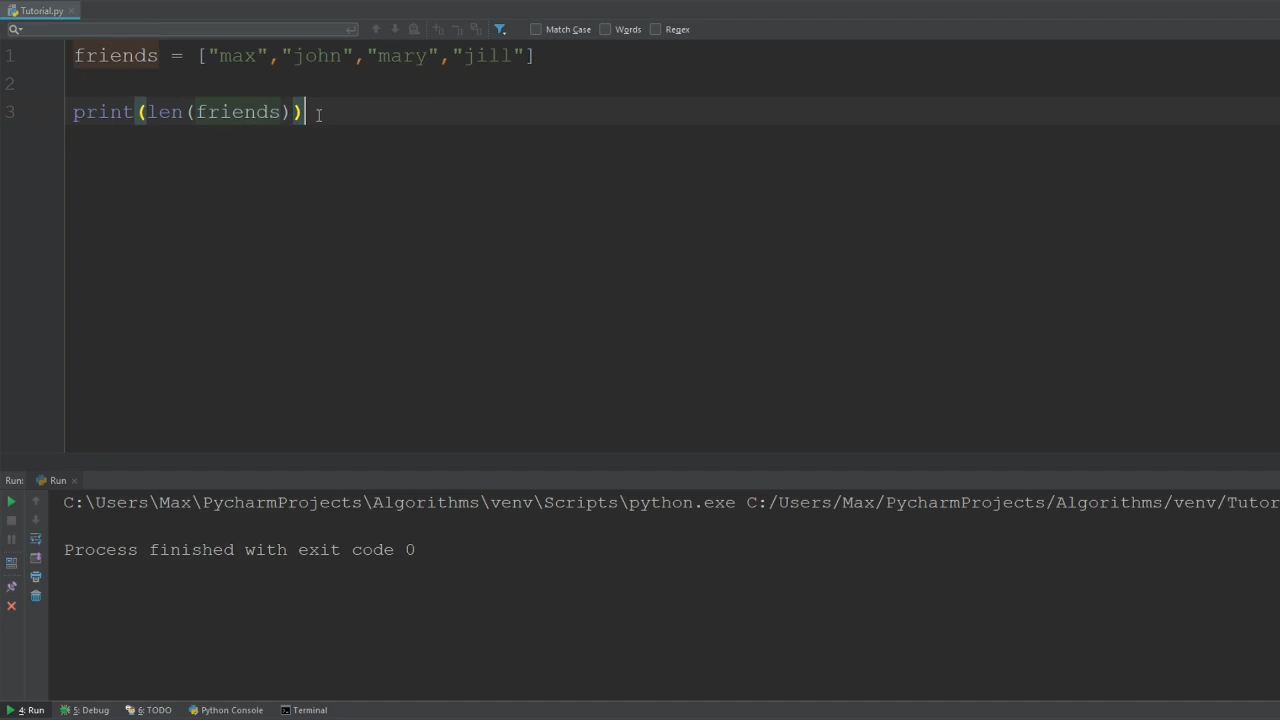 Tutorial.py
Match Case Words Regex
1 friends = ["max","john","mary","jill"]
2
3 print(len(friends))
Run: Run
C:\Users\Max\PycharmProjects\Algorithms\venv\Scripts\python.exe C:/Users/Max/PycharmProjects/Algorithms/venv/Tutor
Process finished with exit code 0
4: Run 5: Debug 6: TODO Python Console Terminal